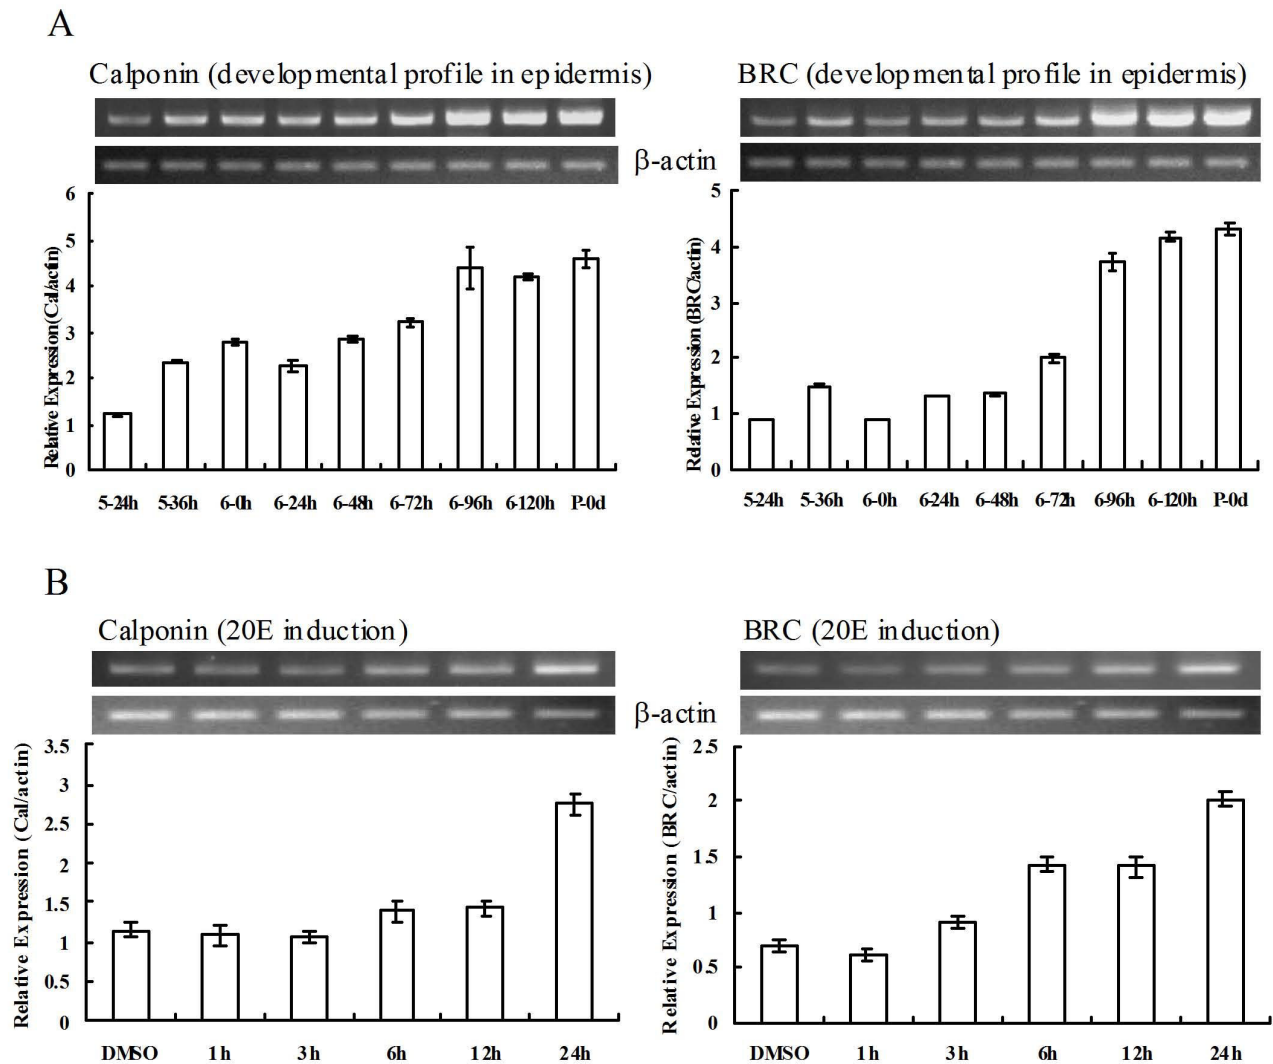 A
Calponin (developmental profile in epidermis)
BRC (developmental profile in epidermis)
β-actin
Relative Expression(Cal/actin)
6
5
4
3
2
1
0
5-24h 5-36h 6-0h 6-24h 6-48h 6-72h 6-96h 6-120h P-0d
Relative Expression (BRC/actin)
5
4
3
2
1
0
5-24h 5-36h 6-0h 6-24h 6-48h 6-72h 6-96h 6-120h P-0d
B
Calponin (20E induction)
BRC (20E induction)
β-actin
Relative Expression (Cal/actin)
3.5
3
2.5
2
1.5
1
0.5
0
DMSO 1h 3h 6h 12h 24h
Relative Expression (BRC/actin)
2.5
2
1.5
1
0.5
0
DMSO 1h 3h 6h 12h 24h